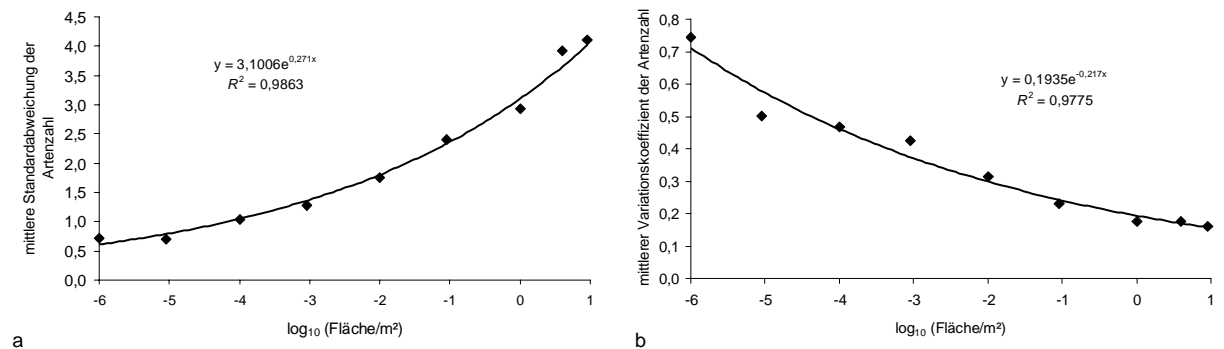 mittlere Standardabweichung der
Artenzahl
4,5
4,0
3,5
3,0
2,5
2,0
1,5
1,0
0,5
0,0
y = 3,1006e^0,271x
R² = 0,9863
-6 -5 -4 -3 -2 -1 0 1
log₁₀ (Fläche/m²)
a
mittlerer Variationskoeffizient der Artenzahl
0,8
0,7
0,6
0,5
0,4
0,3
0,2
0,1
0,0
y = 0,1935e^-0,217x
R² = 0,9775
-6 -5 -4 -3 -2 -1 0 1
log₁₀ (Fläche/m²)
b